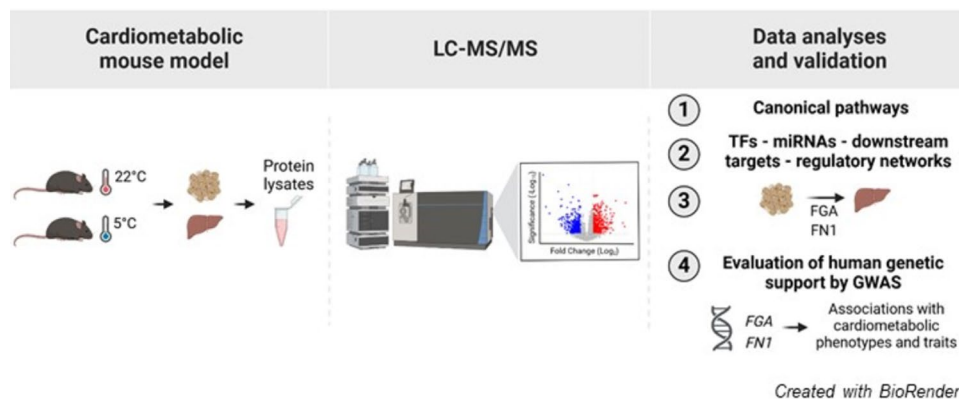 Cardiometabolic
mouse model
LC-MS/MS
Data analyses
and validation
22°C
5°C
Protein
lysates
Significance (-Log₁₀)
Fold Change (Log₂)
1
Canonical pathways
2
TFs - miRNAs - downstream
targets - regulatory networks
3
FGA
FN1
4
Evaluation of human genetic
support by GWAS
FGA
FN1
Associations with
cardiometabolic
phenotypes and traits
Created with BioRender